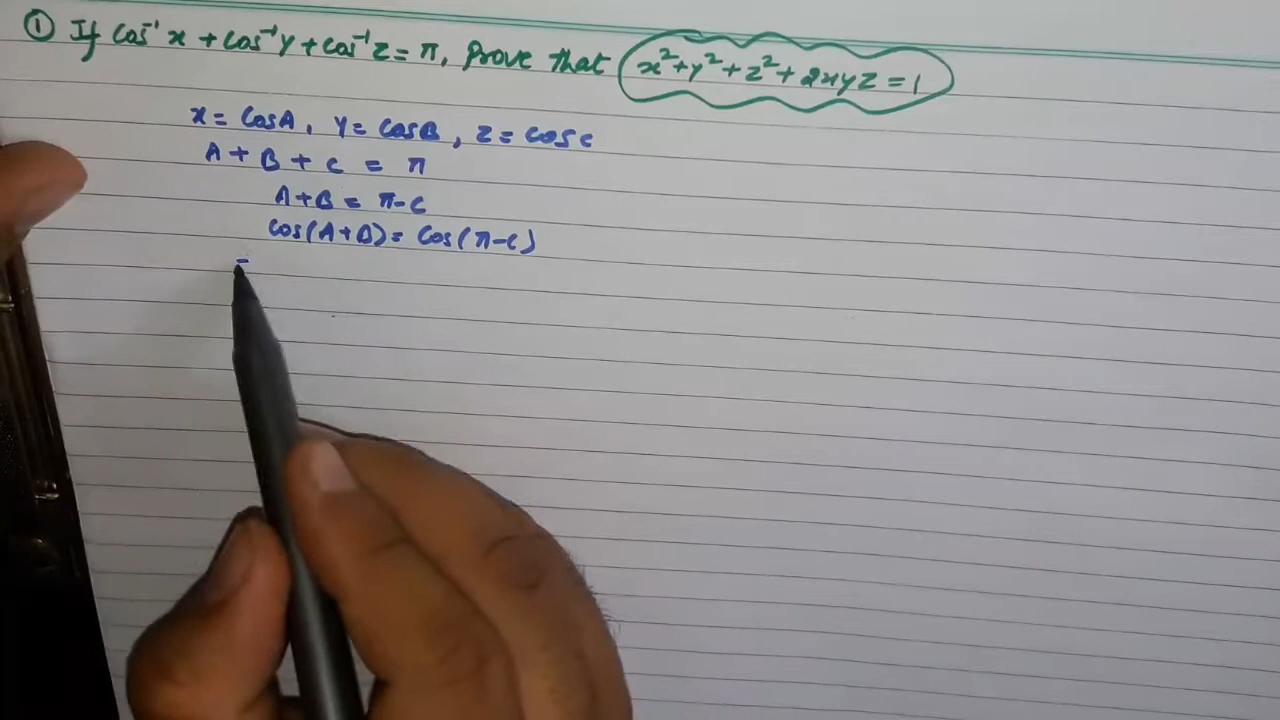 ① If Cos⁻¹x + Cos⁻¹y + Cos⁻¹z = π, Prove that x² + y² + z² + 2xyz = 1
x = CosA, y = CosB, z = Cos c
A + B + C = π
A + B = π - C
Cos(A+B) = Cos(π - C)
=